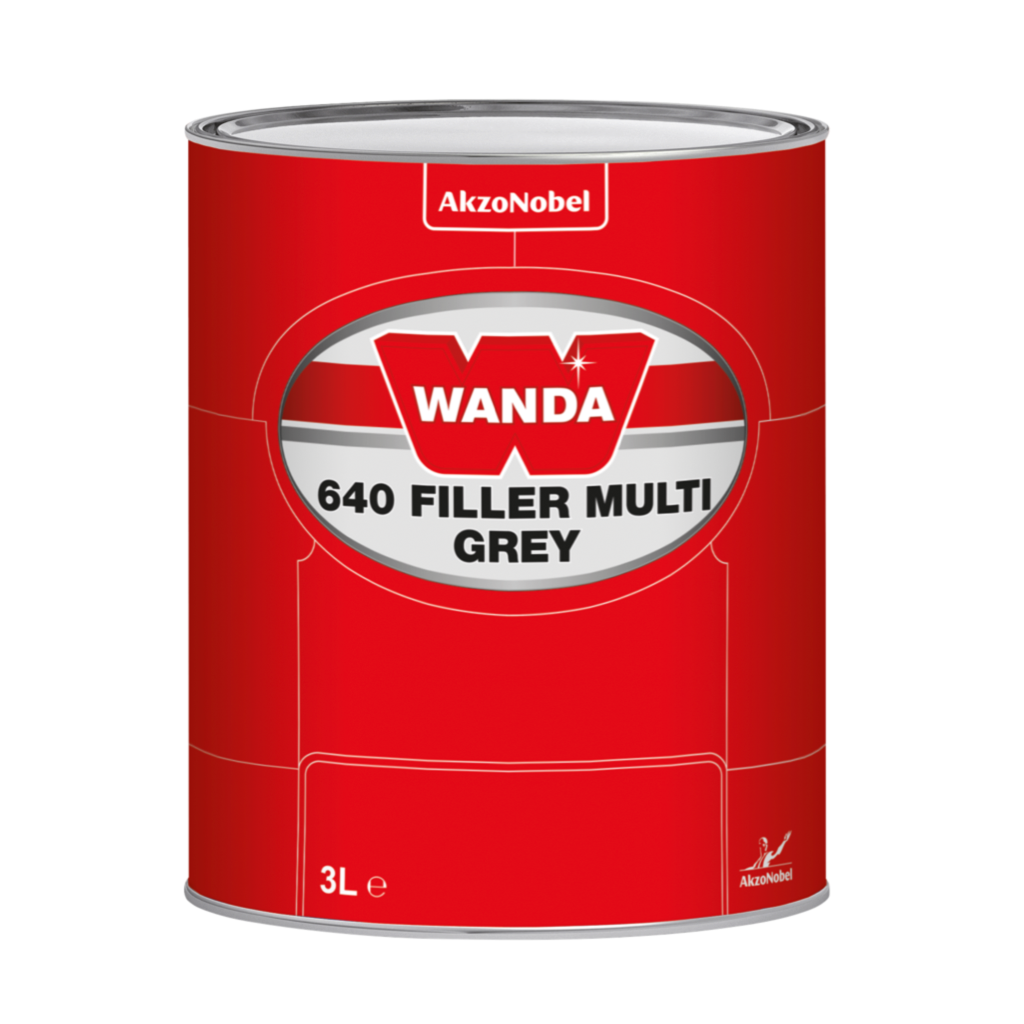 AkzoNobel
WANDA
640 FILLER MULTI
GREY
3L ℮
AkzoNobel